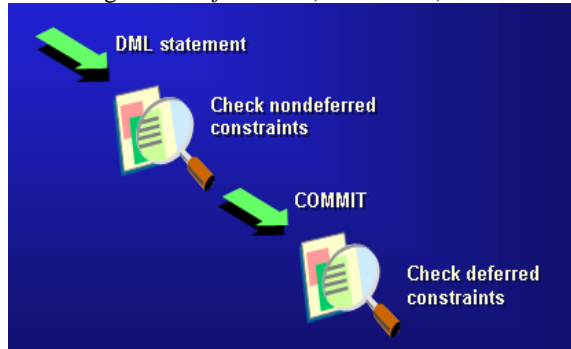 DML statement
Check nondeferred
constraints
COMMIT
Check deferred
constraints